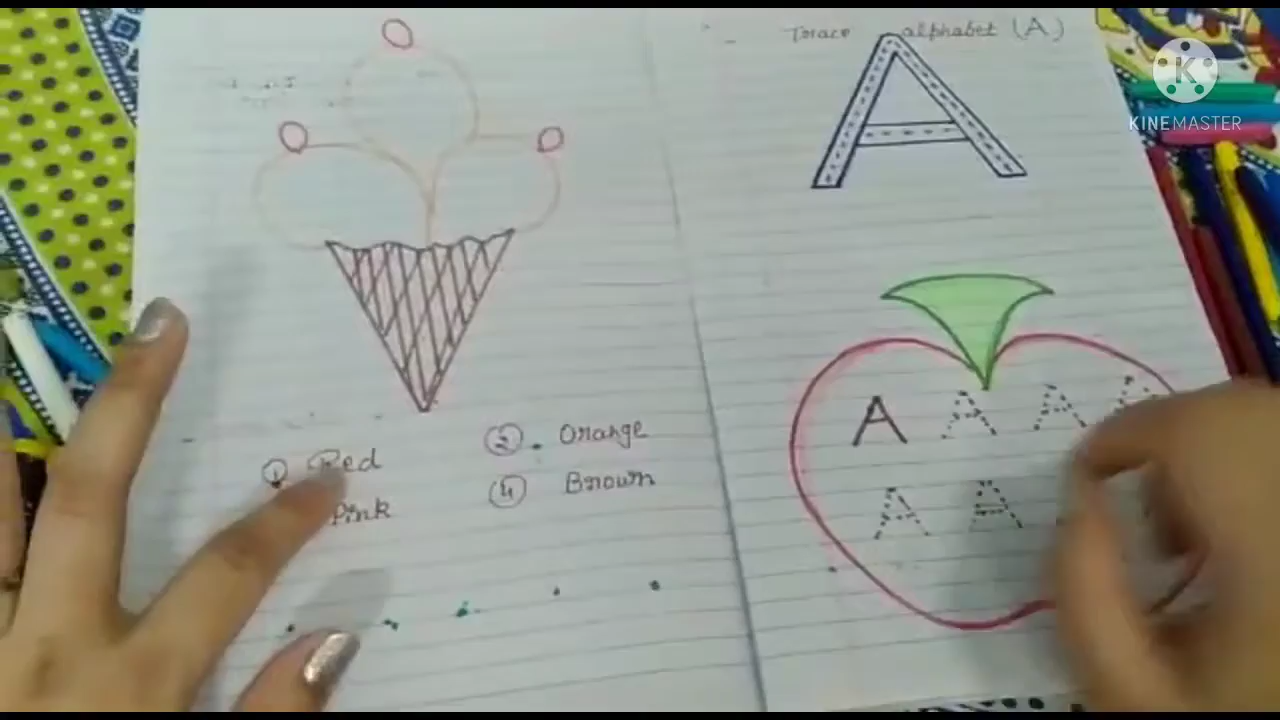 Trace alphabet (A)
A A A A
A A
① Red
② Orange
Pink
④ Brown
KINEMASTER